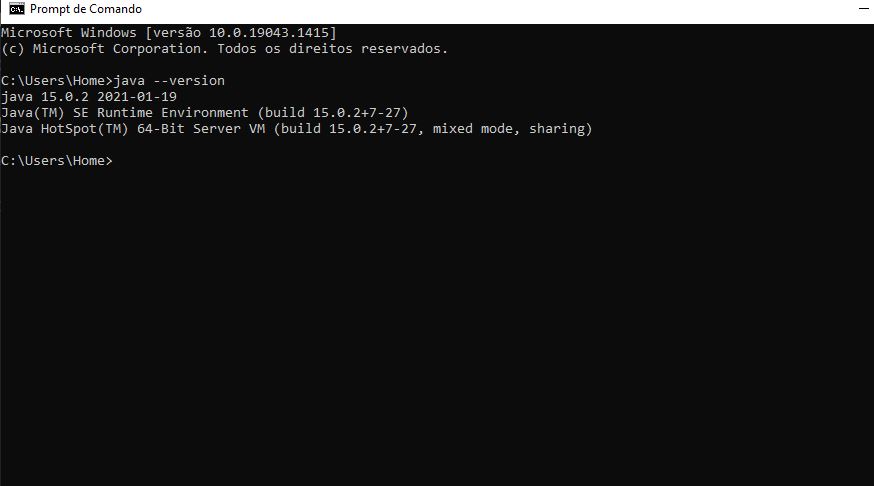 Prompt de Comando
Microsoft Windows [versão 10.0.19043.1415]
(c) Microsoft Corporation. Todos os direitos reservados.
C:\Users\Home>java --version
java 15.0.2 2021-01-19
Java(TM) SE Runtime Environment (build 15.0.2+7-27)
Java HotSpot(TM) 64-Bit Server VM (build 15.0.2+7-27, mixed mode, sharing)
C:\Users\Home>